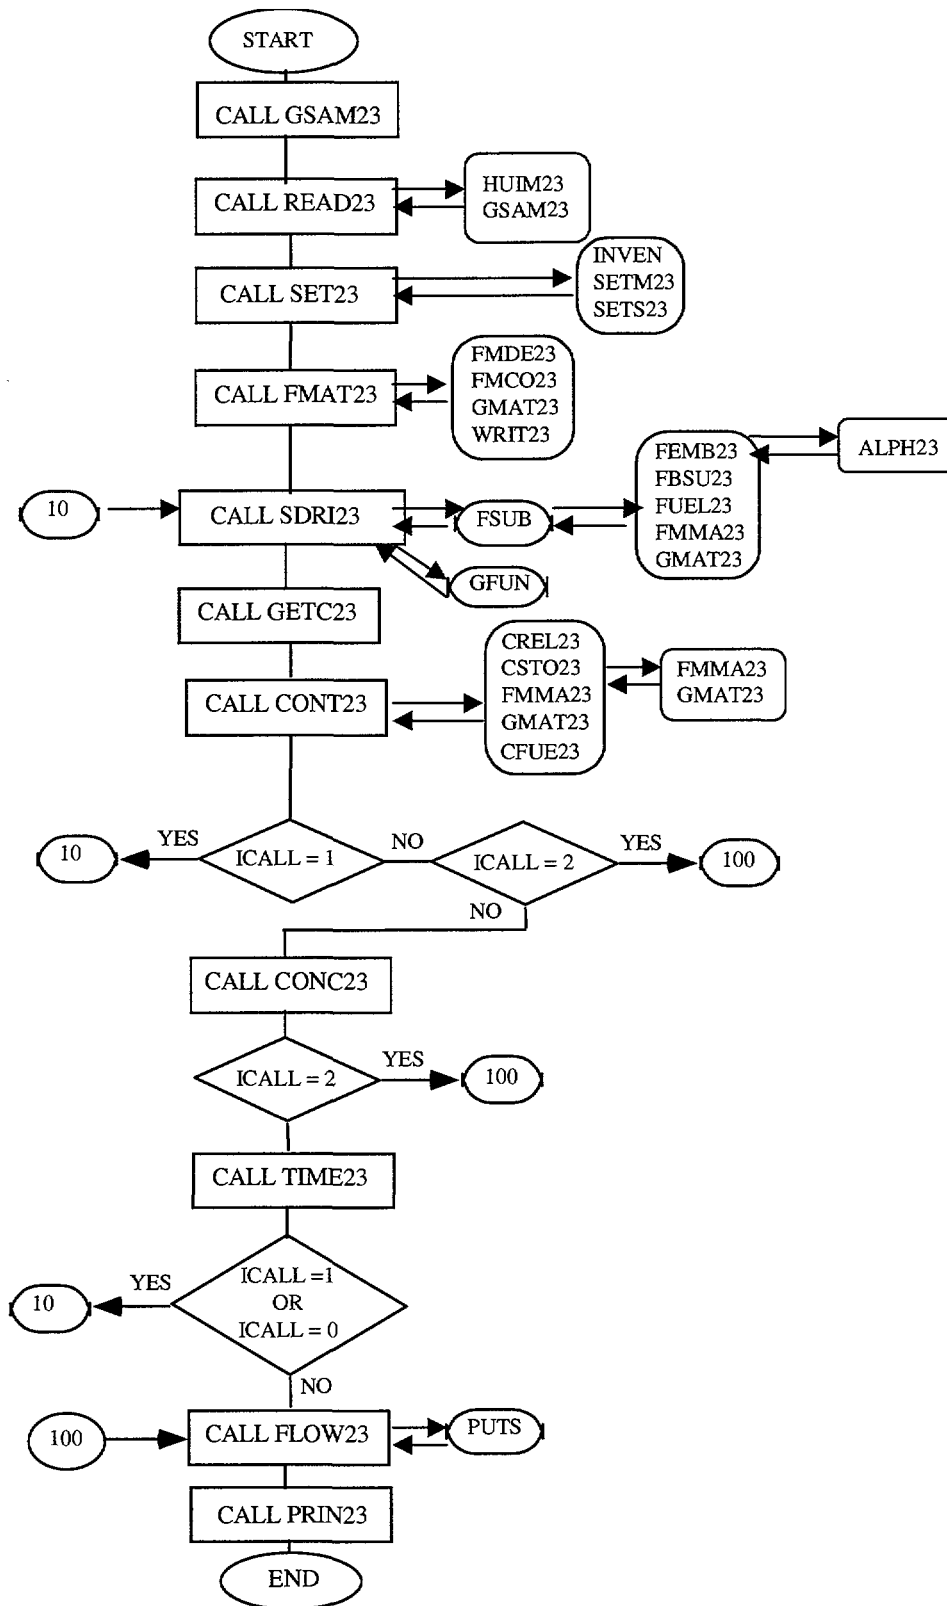 START
CALL GSAM23
CALL READ23
HUIM23
GSAM23
CALL SET23
INVEN
SETM23
SETS23
CALL FMAT23
FMDE23
FMCO23
GMAT23
WRIT23
10
CALL SDRI23
FSUB
FEMB23
FBSU23
FUEL23
FMMA23
GMAT23
ALPH23
GFUN
CALL GETC23
CALL CONT23
CREL23
CSTO23
FMMA23
GMAT23
CFUE23
FMMA23
GMAT23
10
YES
ICALL = 1
NO
ICALL = 2
YES
100
NO
CALL CONC23
ICALL = 2
YES
100
CALL TIME23
10
YES
ICALL =1
OR
ICALL = 0
NO
100
CALL FLOW23
PUTS
CALL PRIN23
END